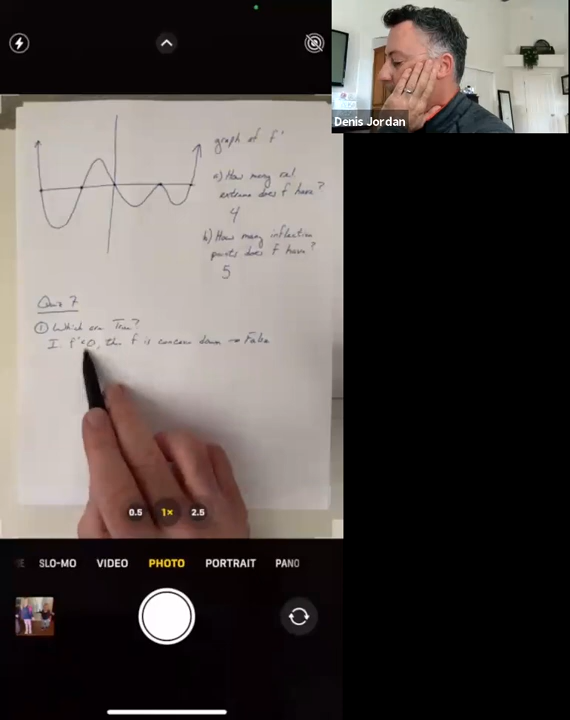 Denis Jordan
graph of f'
a) How many rel
extrema does f have?
4
b) How many inflection
points does f have?
5
Quiz 7
① Which are True?
I. f'<0, then f is concave down → False
0.5 1× 2.5
SLO-MO VIDEO PHOTO PORTRAIT PANO